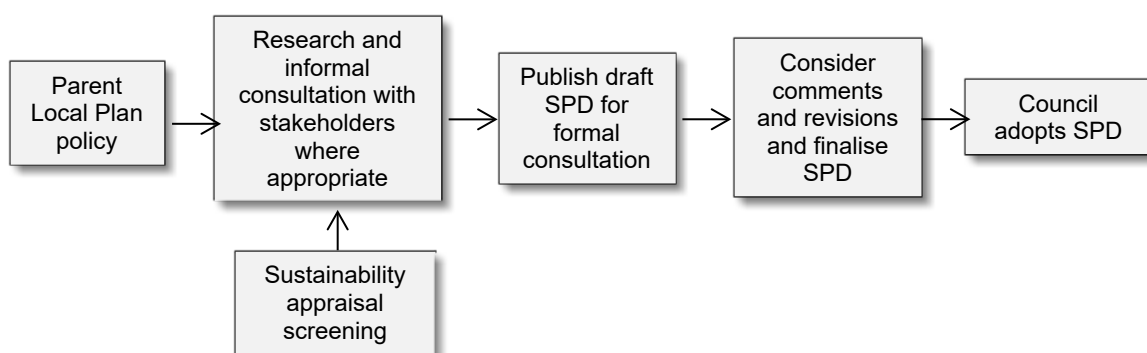 Parent
Local Plan
policy
Research and
informal
consultation with
stakeholders
where
appropriate
Publish draft
SPD for
formal
consultation
Consider
comments
and revisions
and finalise
SPD
Council
adopts SPD
Sustainability
appraisal
screening